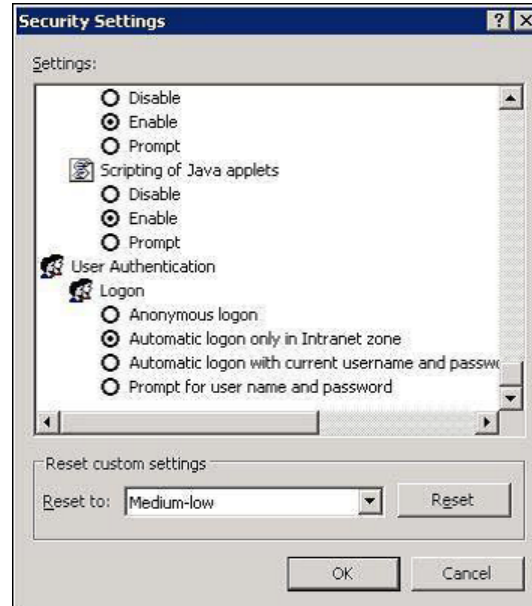 Security Settings
Settings:
Disable
Enable
Prompt
Scripting of Java applets
Disable
Enable
Prompt
User Authentication
Logon
Anonymous logon
Automatic logon only in Intranet zone
Automatic logon with current username and passw
Prompt for user name and password
Reset custom settings
Reset to: Medium-low Reset
OK Cancel